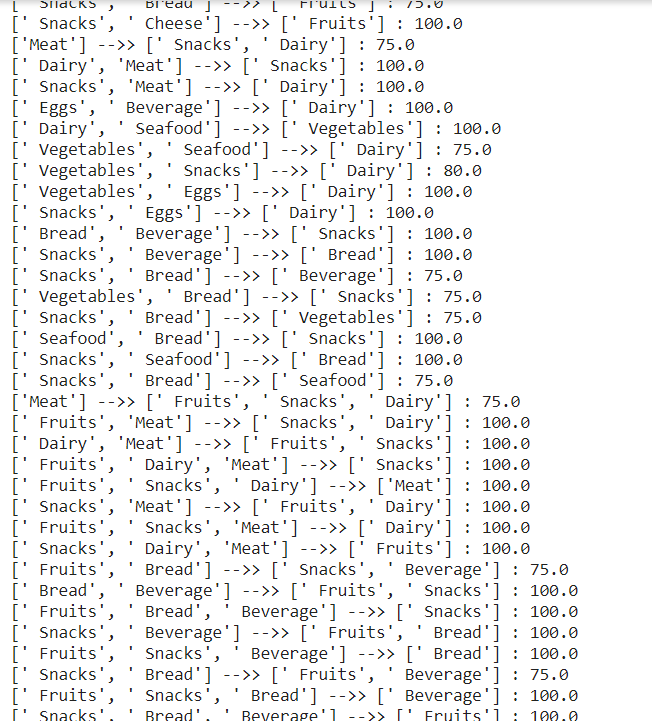 [' Snacks', ' Bread'] -->> [' Fruits'] : 75.0
[' Snacks', ' Cheese'] -->> [' Fruits'] : 100.0
['Meat'] -->> [' Snacks', ' Dairy'] : 75.0
[' Dairy', 'Meat'] -->> [' Snacks'] : 100.0
[' Snacks', 'Meat'] -->> [' Dairy'] : 100.0
[' Eggs', ' Beverage'] -->> [' Dairy'] : 100.0
[' Dairy', ' Seafood'] -->> [' Vegetables'] : 100.0
[' Vegetables', ' Seafood'] -->> [' Dairy'] : 75.0
[' Vegetables', ' Snacks'] -->> [' Dairy'] : 80.0
[' Vegetables', ' Eggs'] -->> [' Dairy'] : 100.0
[' Snacks', ' Eggs'] -->> [' Dairy'] : 100.0
[' Bread', ' Beverage'] -->> [' Snacks'] : 100.0
[' Snacks', ' Beverage'] -->> [' Bread'] : 100.0
[' Snacks', ' Bread'] -->> [' Beverage'] : 75.0
[' Vegetables', ' Bread'] -->> [' Snacks'] : 75.0
[' Snacks', ' Bread'] -->> [' Vegetables'] : 75.0
[' Seafood', ' Bread'] -->> [' Snacks'] : 100.0
[' Snacks', ' Seafood'] -->> [' Bread'] : 100.0
[' Snacks', ' Bread'] -->> [' Seafood'] : 75.0
['Meat'] -->> [' Fruits', ' Snacks', ' Dairy'] : 75.0
[' Fruits', 'Meat'] -->> [' Snacks', ' Dairy'] : 100.0
[' Dairy', 'Meat'] -->> [' Fruits', ' Snacks'] : 100.0
[' Fruits', ' Dairy', 'Meat'] -->> [' Snacks'] : 100.0
[' Fruits', ' Snacks', ' Dairy'] -->> ['Meat'] : 100.0
[' Snacks', 'Meat'] -->> [' Fruits', ' Dairy'] : 100.0
[' Fruits', ' Snacks', 'Meat'] -->> [' Dairy'] : 100.0
[' Snacks', ' Dairy', 'Meat'] -->> [' Fruits'] : 100.0
[' Fruits', ' Bread'] -->> [' Snacks', ' Beverage'] : 75.0
[' Bread', ' Beverage'] -->> [' Fruits', ' Snacks'] : 100.0
[' Fruits', ' Bread', ' Beverage'] -->> [' Snacks'] : 100.0
[' Snacks', ' Beverage'] -->> [' Fruits', ' Bread'] : 100.0
[' Fruits', ' Snacks', ' Beverage'] -->> [' Bread'] : 100.0
[' Snacks', ' Bread'] -->> [' Fruits', ' Beverage'] : 75.0
[' Fruits', ' Snacks', ' Bread'] -->> [' Beverage'] : 100.0
[' Snacks', ' Bread', ' Beverage'] -->> [' Fruits'] : 100.0